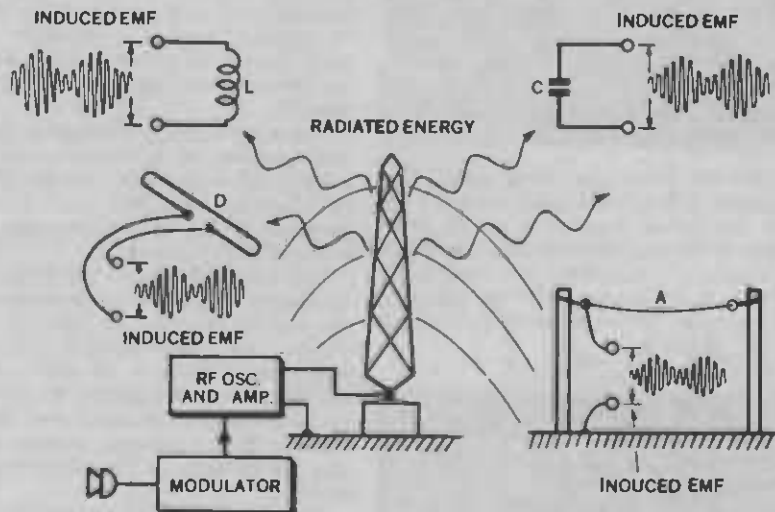 INDUCED EMF
L
RADIATED ENERGY
INDUCED EMF
C
D
INDUCED EMF
A
RF OSC.
AND AMP.
MODULATOR
INOUCED EMF